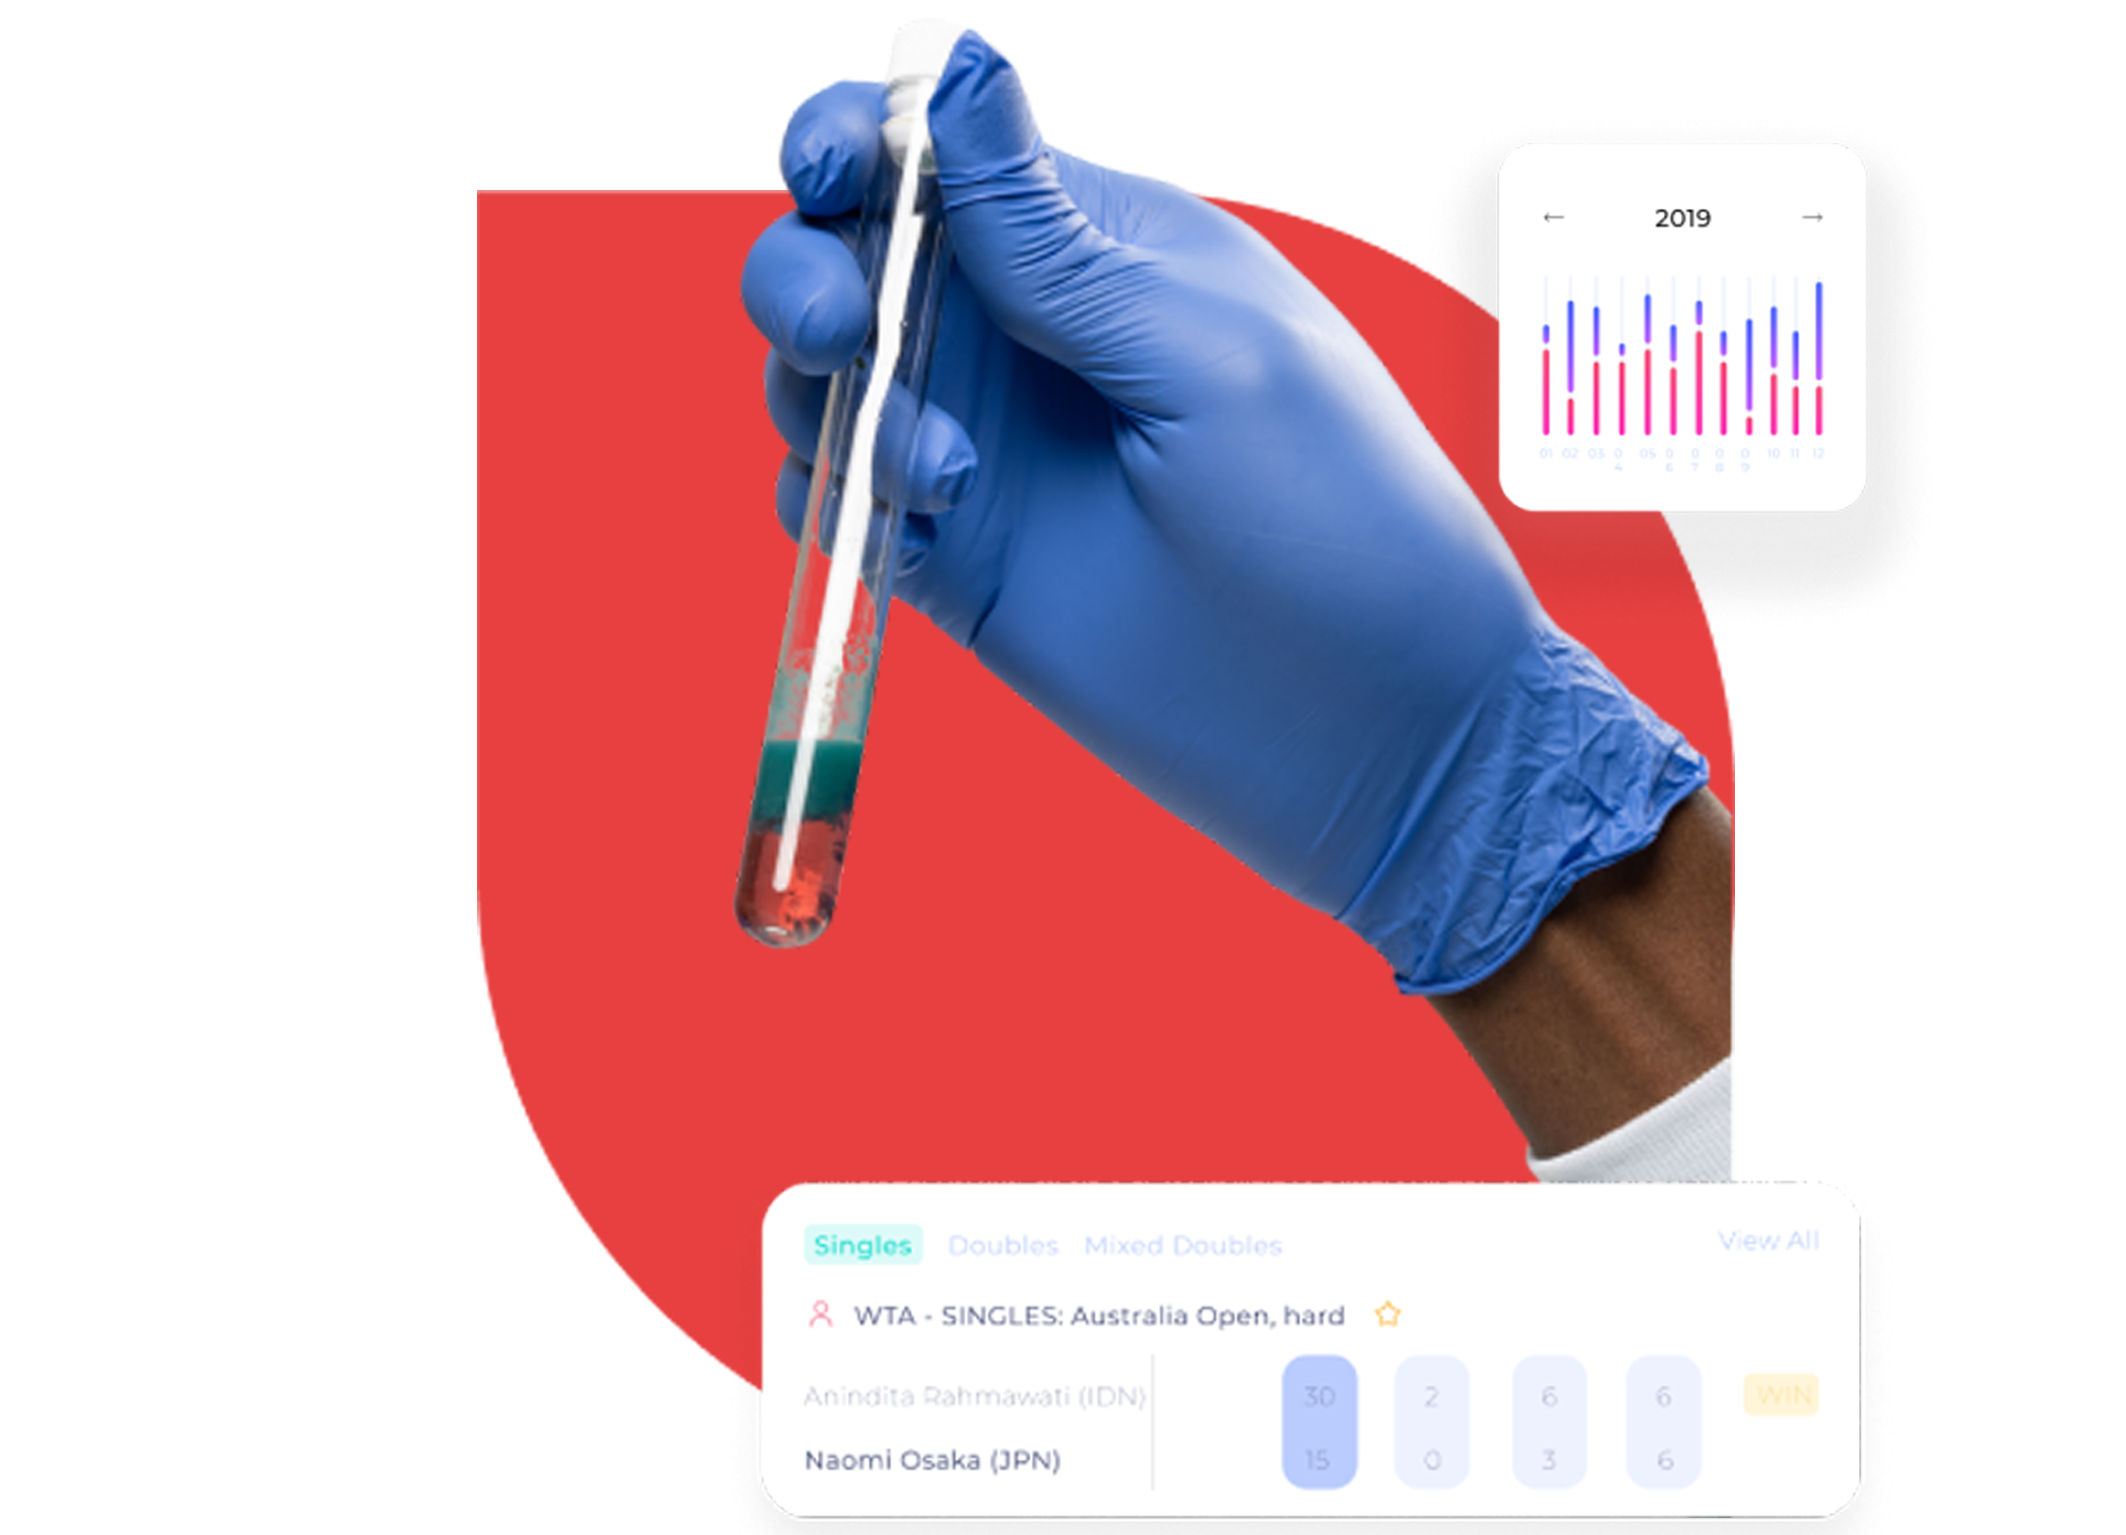 ← 2019 →
01 02 03 04 05 06 07 08 09 10 11 12
Singles Doubles Mixed Doubles View All
WTA - SINGLES: Australia Open, hard
Anindita Rahmawati (IDN) 30 2 6 6 WIN
Naomi Osaka (JPN) 15 0 3 6